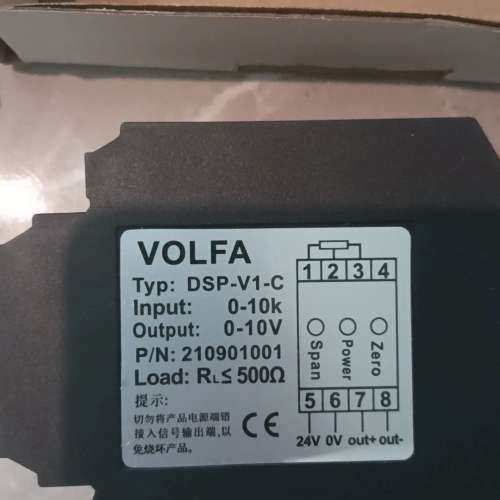 VOLFA
Typ: DSP-V1-C
Input: 0-10k
Output: 0-10V
P/N: 210901001
Load: RL≤500Ω
提示:
切勿将产品电源端错
接入信号输出端,以
免烧坏产品。
CE
1 2 3 4
Span Power Zero
5 6 7 8
24V 0V out+ out-